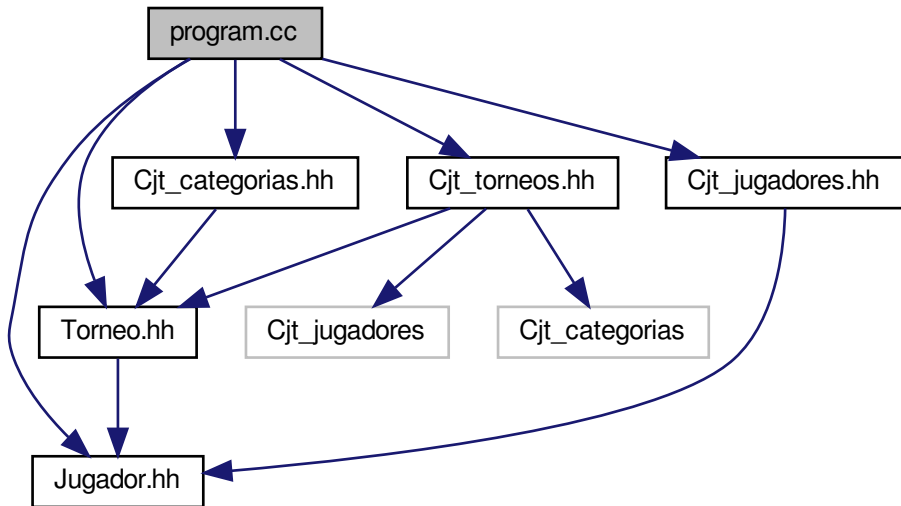 program.cc
Cjt_categorias.hh
Cjt_torneos.hh
Cjt_jugadores.hh
Torneo.hh
Cjt_jugadores
Cjt_categorias
Jugador.hh